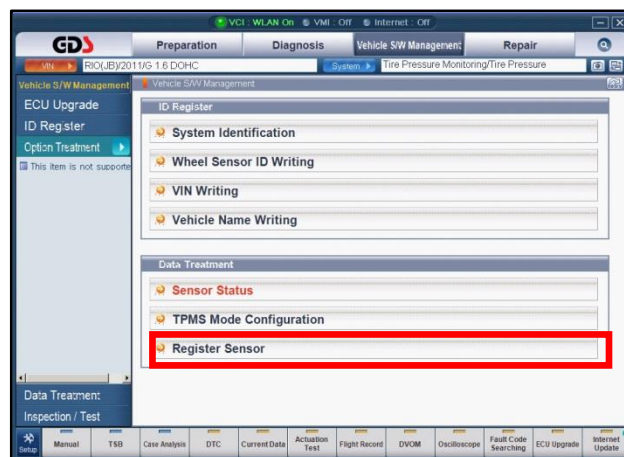 VCI : WLAN On VMI : Off Internet : Off
GDS Preparation Diagnosis Vehicle S/W Management Repair
VIN RIO(JB)/2011/G 1.6 DOHC System Tire Pressure Monitoring/Tire Pressure
Vehicle S/W Management
ECU Upgrade
ID Register
Option Treatment
This item is not supporte
Data Treatment
Inspection / Test
Vehicle S/W Management
ID Register
System Identification
Wheel Sensor ID Writing
VIN Writing
Vehicle Name Writing
Data Treatment
Sensor Status
TPMS Mode Configuration
Register Sensor
Setup Manual TSB Case Analysis DTC Current Data Actuation Test Flight Record DVOM Oscilloscope Fault Code Searching ECU Upgrade Internet Update